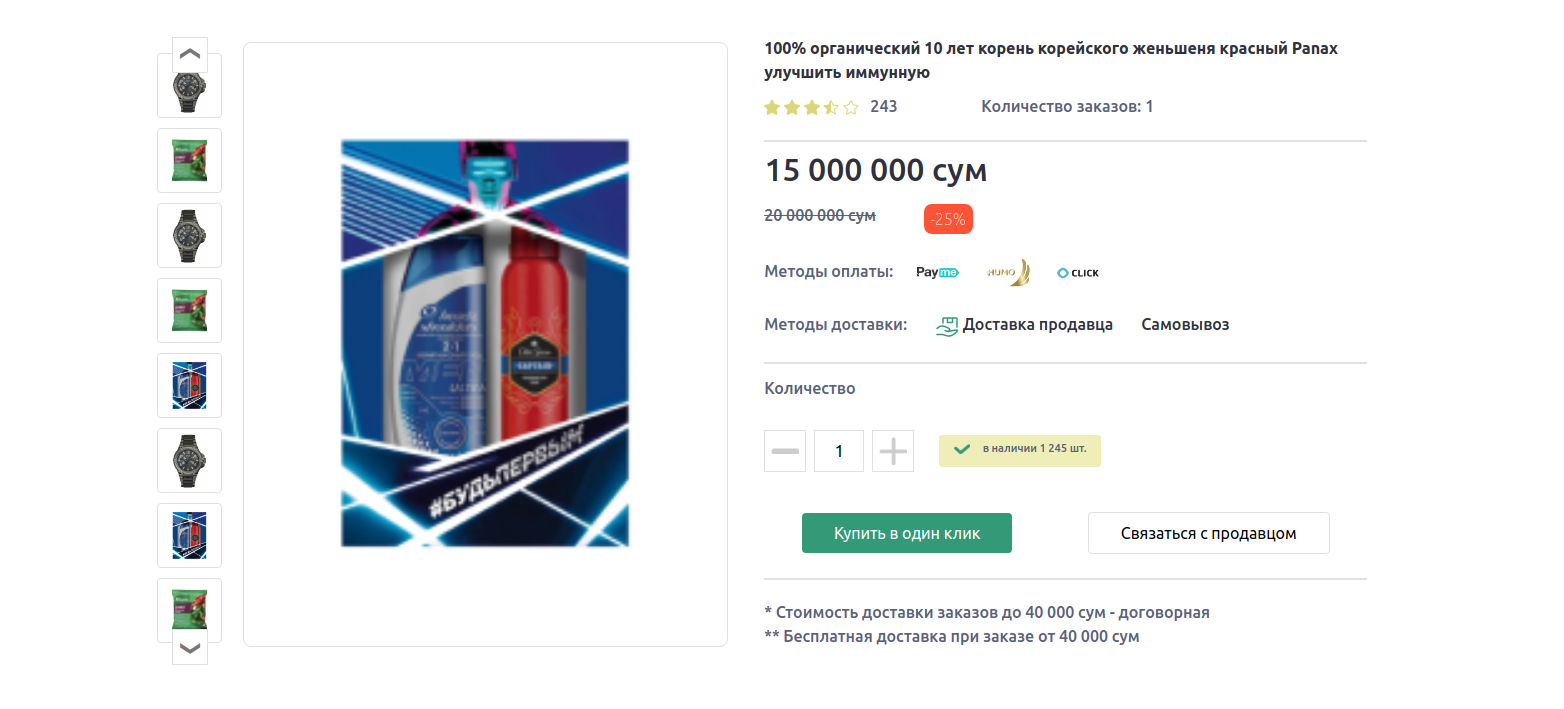 100% органический 10 лет корень корейского женьшеня красный Panax
улучшить иммунную
243 Количество заказов: 1
15 000 000 сум
20 000 000 сум -25%
Методы оплаты: Payme HUMO CLICK
Методы доставки: Доставка продавца Самовывоз
Количество
1 в наличии 1 245 шт.
Купить в один клик Связаться с продавцом
* Стоимость доставки заказов до 40 000 сум - договорная
** Бесплатная доставка при заказе от 40 000 сум
head &
shoulders
2в1
Old Spice
CAPTAIN
#БУДЬПЕРВЫМ